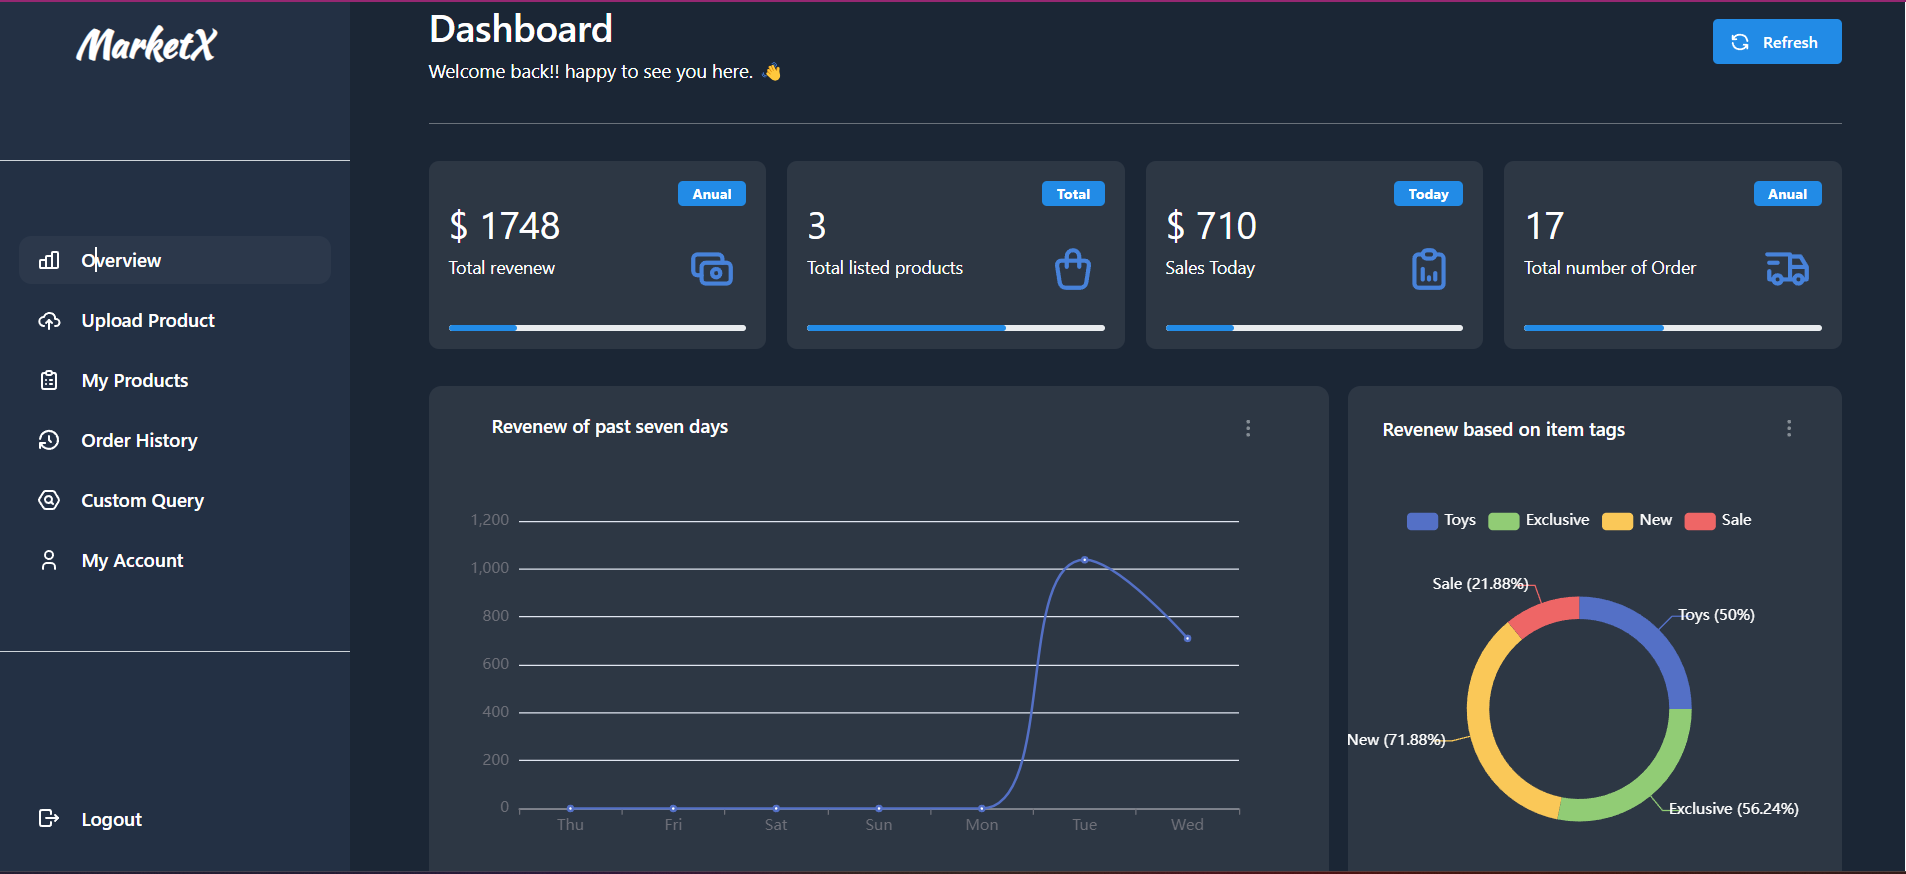 MarketX
Overview
Upload Product
My Products
Order History
Custom Query
My Account
Logout
Dashboard
Welcome back!! happy to see you here. 👋
Refresh
Anual
$ 1748
Total revenew
Total
3
Total listed products
Today
$ 710
Sales Today
Anual
17
Total number of Order
Revenew of past seven days
1,200
1,000
800
600
400
200
0
Thu Fri Sat Sun Mon Tue Wed
Revenew based on item tags
Toys Exclusive New Sale
Sale (21.88%)
Toys (50%)
New (71.88%)
Exclusive (56.24%)